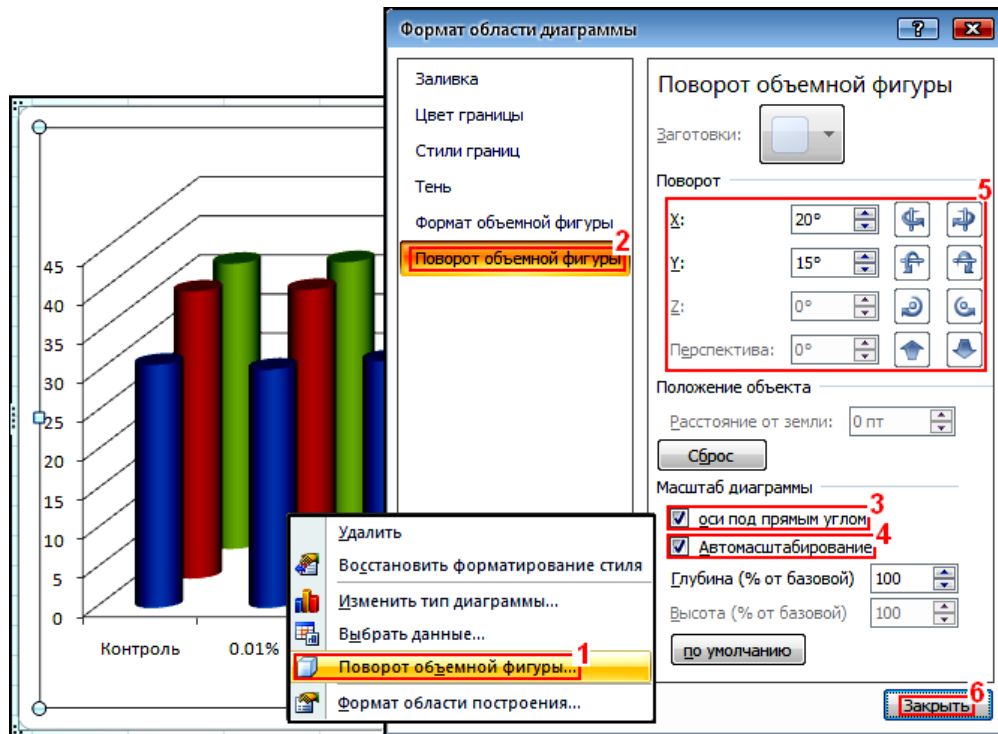 Формат области диаграммы
Заливка
Цвет границы
Стили границ
Тень
Формат объемной фигуры
2
Поворот объемной фигуры
Поворот объемной фигуры
Заготовки:
Поворот
5
X: 20°
Y: 15°
Z: 0°
Перспектива: 0°
Положение объекта
Расстояние от земли: 0 пт
Сброс
Масштаб диаграммы
3
оси под прямым углом
4
Автомасштабирование
Глубина (% от базовой) 100
Высота (% от базовой) 100
по умолчанию
6
Закрыть
45
40
35
30
25
20
15
10
5
0
Контроль 0.01%
Удалить
Восстановить форматирование стиля
Изменить тип диаграммы...
Выбрать данные...
1
Поворот объемной фигуры...
Формат области построения...